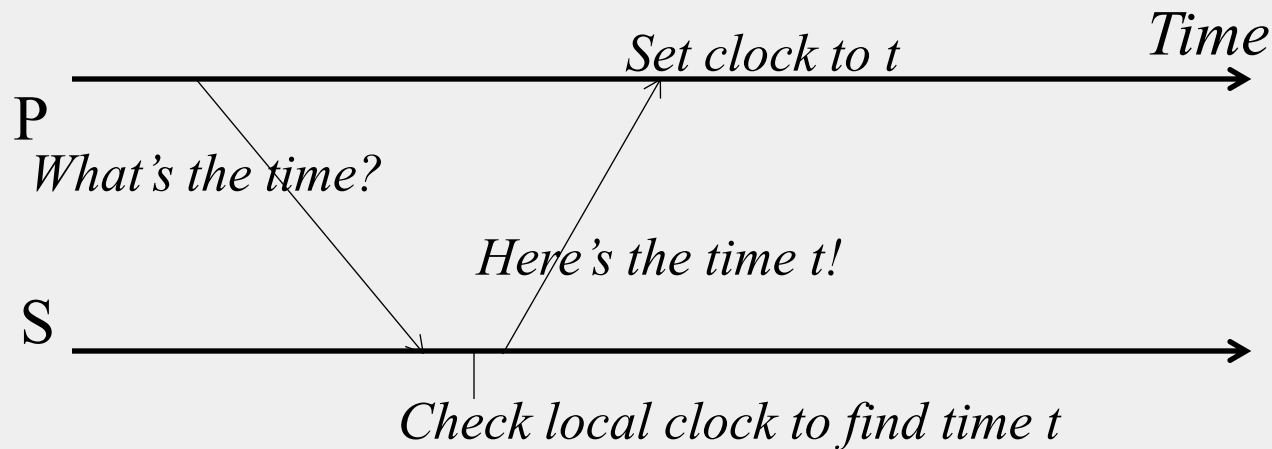 Time
Set clock to t
P
What’s the time?
Here’s the time t!
S
Check local clock to find time t